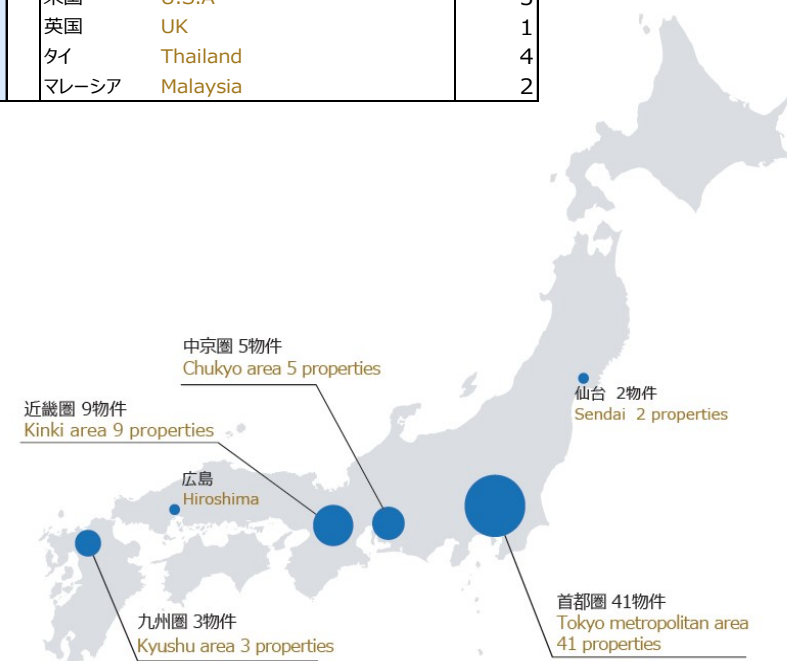 英国 UK 1
タイ Thailand 4
マレーシア Malaysia 2
中京圏 5物件
Chukyo area 5 properties
仙台 2物件
Sendai 2 properties
近畿圏 9物件
Kinki area 9 properties
広島
Hiroshima
首都圏 41物件
Tokyo metropolitan area
41 properties
九州圏 3物件
Kyushu area 3 properties